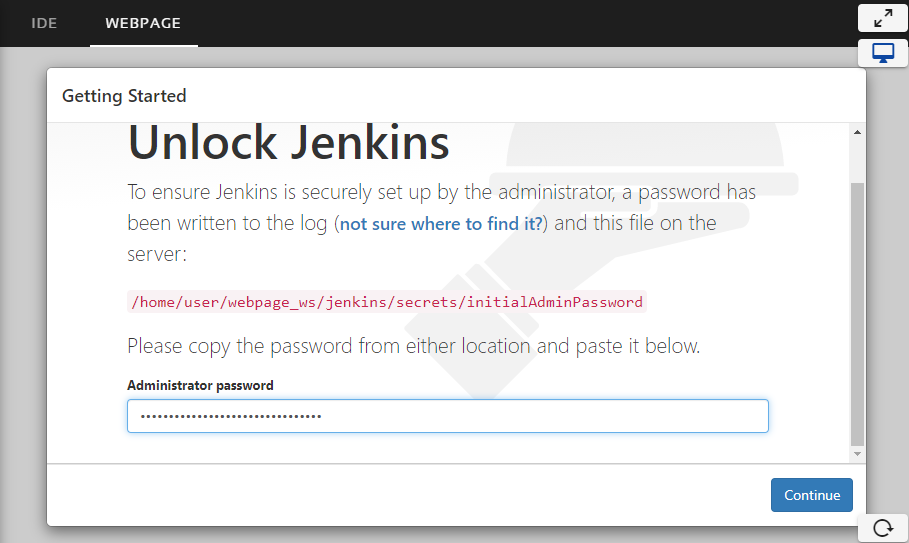 IDE WEBPAGE
Getting Started
Unlock Jenkins
To ensure Jenkins is securely set up by the administrator, a password has
been written to the log (not sure where to find it?) and this file on the
server:
/home/user/webpage_ws/jenkins/secrets/initialAdminPassword
Please copy the password from either location and paste it below.
Administrator password
••••••••••••••••••••••••••••••••
Continue